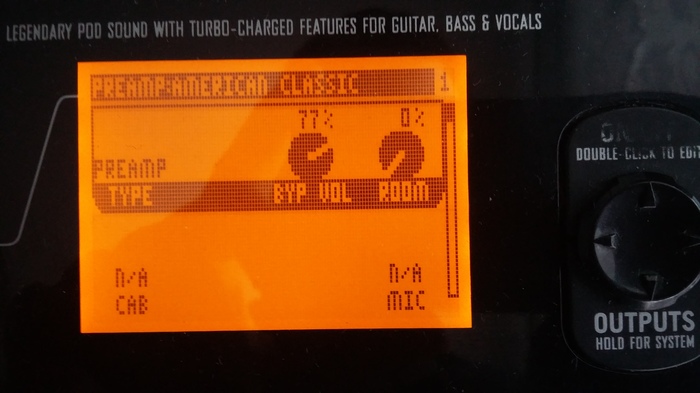 LEGENDARY POD SOUND WITH TURBO-CHARGED FEATURES FOR GUITAR, BASS & VOCALS
PREAMP:AMERICAN CLASSIC 1
77% 0%
PREAMP
TYPE BYP VOL ROOM
N/A N/A
CAB MIC
DOUBLE-CLICK TO EDIT
OUTPUTS
HOLD FOR SYSTEM